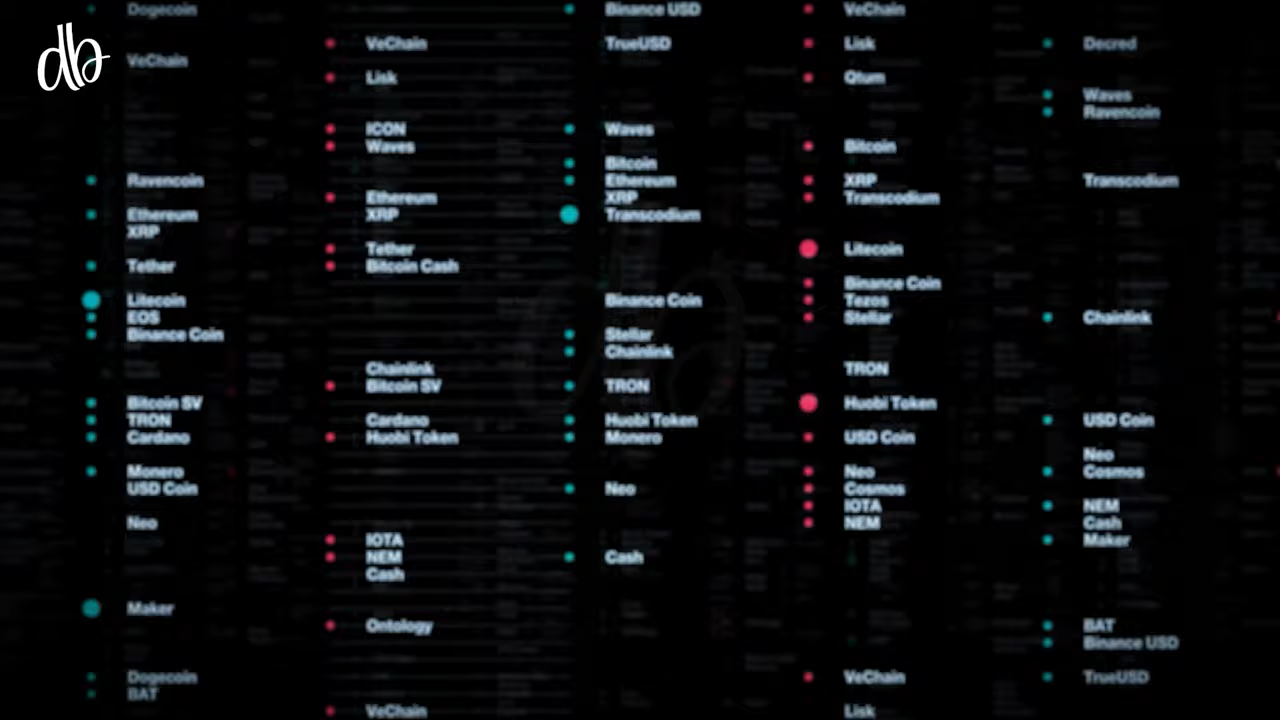 db
Dogecoin
VeChain
Ravencoin
Ethereum
XRP
Tether
Litecoin
EOS
Binance Coin
Bitcoin SV
TRON
Cardano
Monero
USD Coin
Neo
Maker
Dogecoin
BAT
VeChain
Lisk
ICON
Waves
Ethereum
XRP
Tether
Bitcoin Cash
Chainlink
Bitcoin SV
Cardano
Huobi Token
IOTA
NEM
Cash
Ontology
VeChain
Binance USD
TrueUSD
Waves
Bitcoin
Ethereum
XRP
Transcodium
Binance Coin
Stellar
Chainlink
TRON
Huobi Token
Monero
Neo
Cash
VeChain
Lisk
Qtum
Bitcoin
XRP
Transcodium
Litecoin
Binance Coin
Tezos
Stellar
TRON
Huobi Token
USD Coin
Neo
Cosmos
IOTA
NEM
VeChain
Lisk
Decred
Waves
Ravencoin
Transcodium
Chainlink
USD Coin
Neo
Cosmos
NEM
Cash
Maker
BAT
Binance USD
TrueUSD